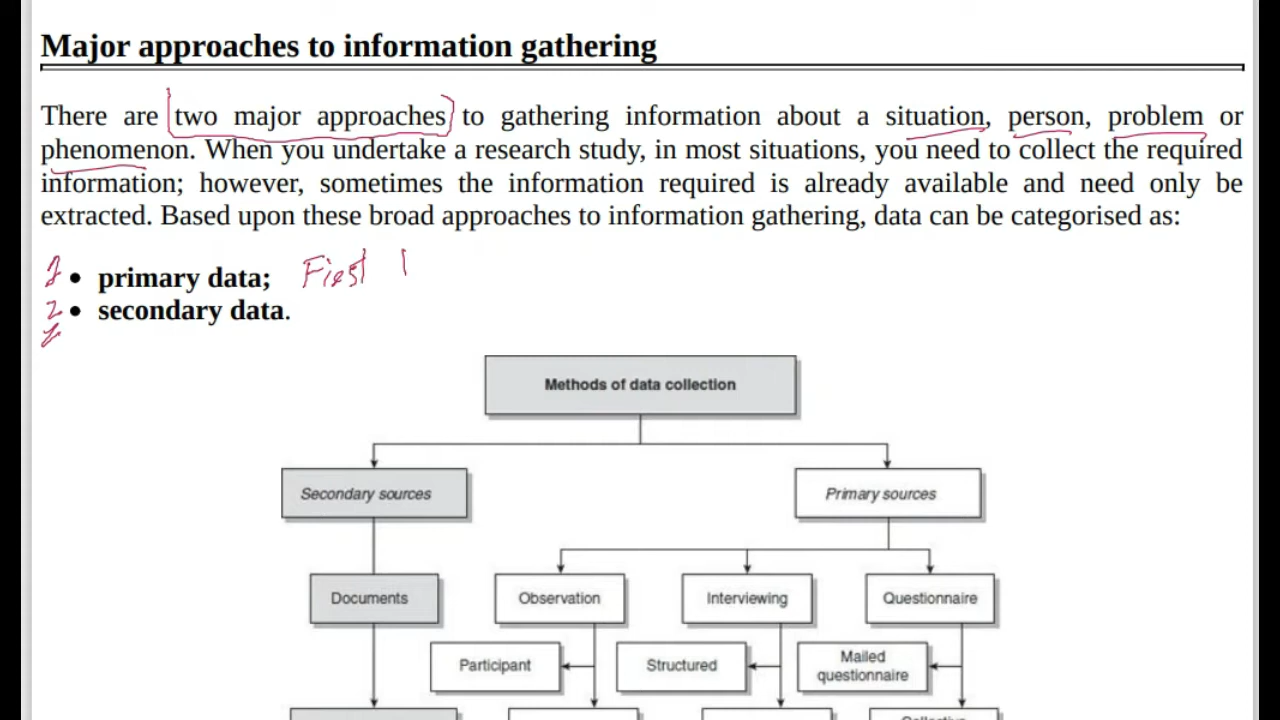 Major approaches to information gathering
There are two major approaches to gathering information about a situation, person, problem or
phenomenon. When you undertake a research study, in most situations, you need to collect the required
information; however, sometimes the information required is already available and need only be
extracted. Based upon these broad approaches to information gathering, data can be categorised as:
1 • primary data; First
2 • secondary data.
Methods of data collection
Secondary sources Primary sources
Documents Observation Interviewing Questionnaire
Participant Structured Mailed questionnaire
Collective